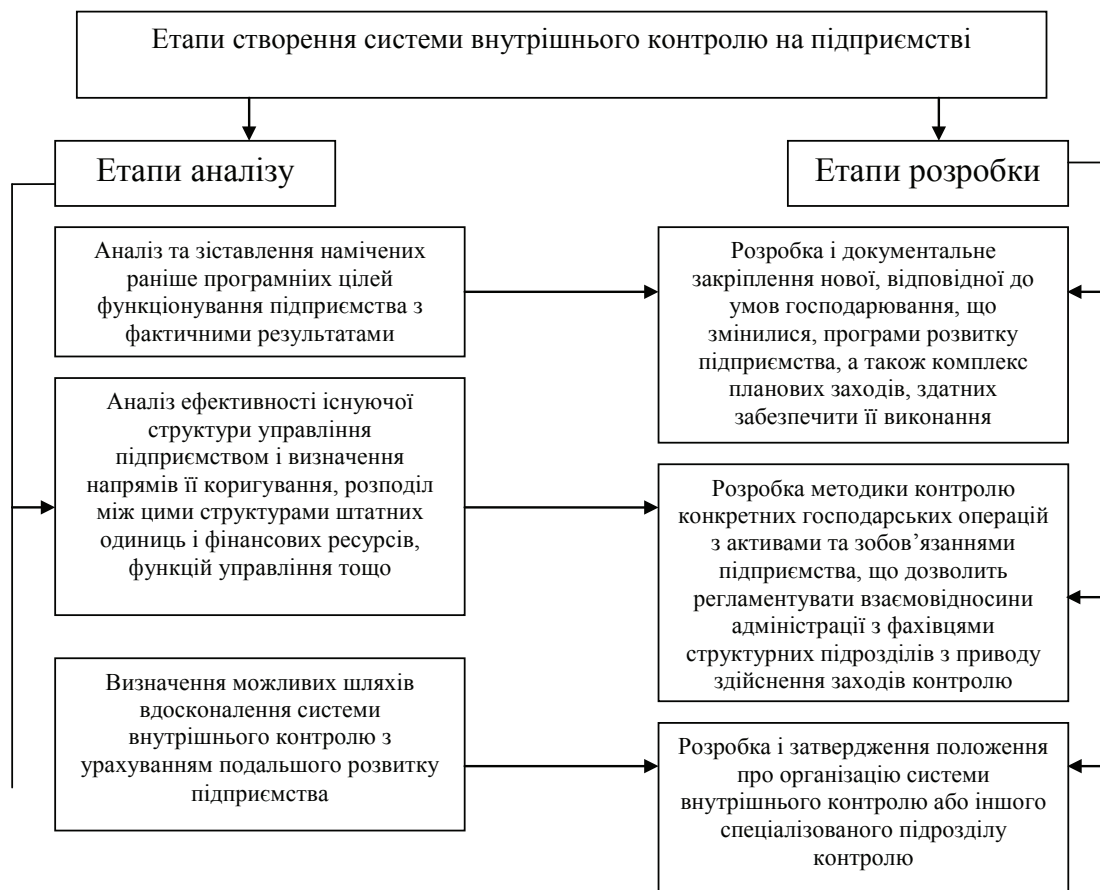 Етапи створення системи внутрішнього контролю на підприємстві
Етапи аналізу
Етапи розробки
Аналіз та зіставлення намічених
раніше програмніих цілей
функціонування підприємства з
фактичними результатами
Розробка і документальне
закріплення нової, відповідної до
умов господарювання, що
змінилися, програми розвитку
підприємства, а також комплекс
планових заходів, здатних
забезпечити її виконання
Аналіз ефективності існуючої
структури управління
підприємством і визначення
напрямів її коригування, розподіл
між цими структурами штатних
одиниць і фінансових ресурсів,
функцій управління тощо
Розробка методики контролю
конкретних господарських операцій
з активами та зобов’язаннями
підприємства, що дозволить
регламентувати взаємовідносини
адміністрації з фахівцями
структурних підрозділів з приводу
здійснення заходів контролю
Визначення можливих шляхів
вдосконалення системи
внутрішнього контролю з
урахуванням подальшого розвитку
підприємства
Розробка і затвердження положення
про організацію системи
внутрішнього контролю або іншого
спеціалізованого підрозділу
контролю